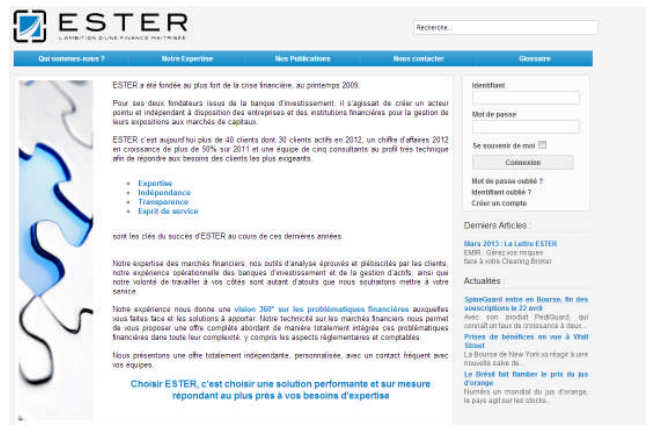 ESTER
L'AMBITION D'UNE FINANCE MAITRISÉE
Recherche...
Qui sommes-nous ?
Notre Expertise
Nos Publications
Nous contacter
Glossaire
ESTER a été fondée au plus fort de la crise financière, au printemps 2009.
Pour ses deux fondateurs issus de la banque d'investissement, il s'agissait de créer un acteur
pointu et indépendant à disposition des entreprises et des institutions financières pour la gestion de
leurs expositions aux marchés de capitaux.
ESTER c'est aujourd'hui plus de 40 clients dont 30 clients actifs en 2012, un chiffre d'affaires 2012
en croissance de plus de 50% sur 2011 et une équipe de cinq consultants au profil très technique
afin de répondre aux besoins des clients les plus exigeants.
Expertise
Indépendance
Transparence
Esprit de service
sont les clés du succés d'ESTER au cours de ces dernières années.
Notre expertise des marchés financiers, nos outils d'analyse éprouvés et plébiscités par les clients,
notre expérience opérationnelle des banques d'investissement et de la gestion d'actifs, ainsi que
notre volonté de travailler à vos côtés sont autant d'atouts que nous souhaitons mettre à votre
service.
Notre expérience nous donne une vision 360° sur les problématiques financières auxquelles
vous faites face et les solutions à apporter. Notre technicité sur les marchés financiers nous permet
de vous proposer une offre complète abordant de manière totalement intégrée ces problématiques
financières dans toute leur complexité, y compris les aspects réglementaires et comptables.
Nous présentons une offre totalement indépendante, personnalisée, avec un contact fréquent avec
vos équipes.
Choisir ESTER, c'est choisir une solution performante et sur mesure
répondant au plus près à vos besoins d'expertise
Identifiant
Mot de passe
Se souvenir de moi
Connexion
Mot de passe oublié ?
Identifiant oublié ?
Créer un compte
Derniers Articles :
Mars 2013 : La Lettre ESTER
EMIR : Gérez vos risques
face à votre Clearing Broker
Actualités :
SpineGuard entre en Bourse, fin des
souscriptions le 22 avril
Avec son produit PediGuard, qui
connaît un taux de croissance à deux...
Prises de bénéfices en vue à Wall
Street
La Bourse de New York va réagir à une
nouvelle salve de...
Le Brésil fait flamber le prix du jus
d'orange
Numéro un mondial du jus d'orange,
le pays agit sur les stocks...